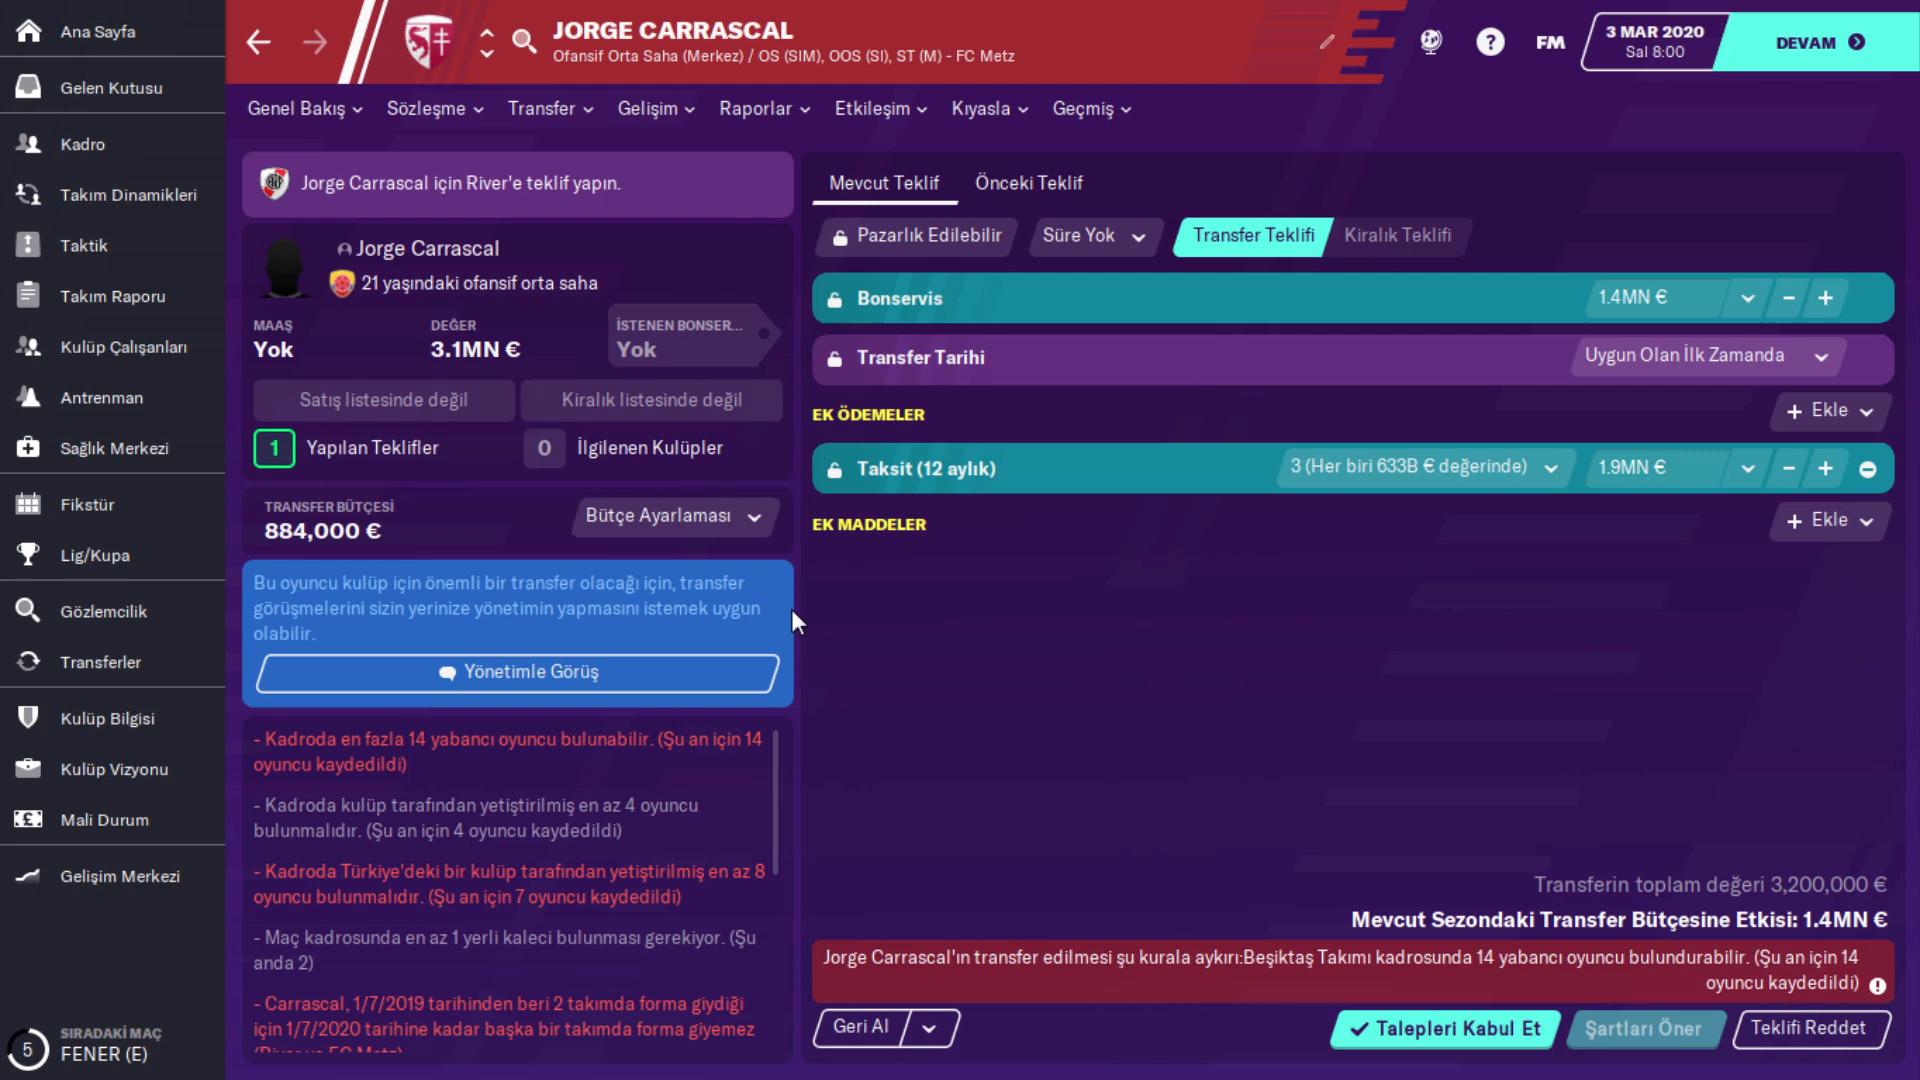 Ana Sayfa
Gelen Kutusu
Kadro
Takım Dinamikleri
Taktik
Takım Raporu
Kulüp Çalışanları
Antrenman
Sağlık Merkezi
Fikstür
Lig/Kupa
Gözlemcilik
Transferler
Kulüp Bilgisi
Kulüp Vizyonu
Mali Durum
Gelişim Merkezi
5
SIRADAKİ MAÇ
FENER (E)
JORGE CARRASCAL
Ofansif Orta Saha (Merkez) / OS (SİM), OOS (Sİ), ST (M) - FC Metz
FM
3 MAR 2020
Sal 8:00
DEVAM
Genel Bakış
Sözleşme
Transfer
Gelişim
Raporlar
Etkileşim
Kıyasla
Geçmiş
Jorge Carrascal için River'e teklif yapın.
Jorge Carrascal
21 yaşındaki ofansif orta saha
MAAŞ
Yok
DEĞER
3.1MN €
İSTENEN BONSER...
Yok
Satış listesinde değil
Kiralık listesinde değil
1 Yapılan Teklifler
0 İlgilenen Kulüpler
TRANSFER BÜTÇESİ
884,000 €
Bütçe Ayarlaması
Bu oyuncu kulüp için önemli bir transfer olacağı için, transfer
görüşmelerini sizin yerinize yönetimin yapmasını istemek uygun
olabilir.
Yönetimle Görüş
- Kadroda en fazla 14 yabancı oyuncu bulunabilir. (Şu an için 14
oyuncu kaydedildi)
- Kadroda kulüp tarafından yetiştirilmiş en az 4 oyuncu
bulunmalıdır. (Şu an için 4 oyuncu kaydedildi)
- Kadroda Türkiye'deki bir kulüp tarafından yetiştirilmiş en az 8
oyuncu bulunmalıdır. (Şu an için 7 oyuncu kaydedildi)
- Maç kadrosunda en az 1 yerli kaleci bulunması gerekiyor. (Şu
anda 2)
- Carrascal, 1/7/2019 tarihinden beri 2 takımda forma giydiği
için 1/7/2020 tarihine kadar başka bir takımda forma giyemez
(River ve FC Metz)
Mevcut Teklif
Önceki Teklif
Pazarlık Edilebilir
Süre Yok
Transfer Teklifi
Kiralık Teklifi
Bonservis
1.4MN €
Transfer Tarihi
Uygun Olan İlk Zamanda
EK ÖDEMELER
+ Ekle
Taksit (12 aylık)
3 (Her biri 633B € değerinde)
1.9MN €
EK MADDELER
+ Ekle
Transferin toplam değeri 3,200,000 €
Mevcut Sezondaki Transfer Bütçesine Etkisi: 1.4MN €
Jorge Carrascal'ın transfer edilmesi şu kurala aykırı:Beşiktaş Takımı kadrosunda 14 yabancı oyuncu bulundurabilir. (Şu an için 14
oyuncu kaydedildi)
Geri Al
Talepleri Kabul Et
Şartları Öner
Teklifi Reddet